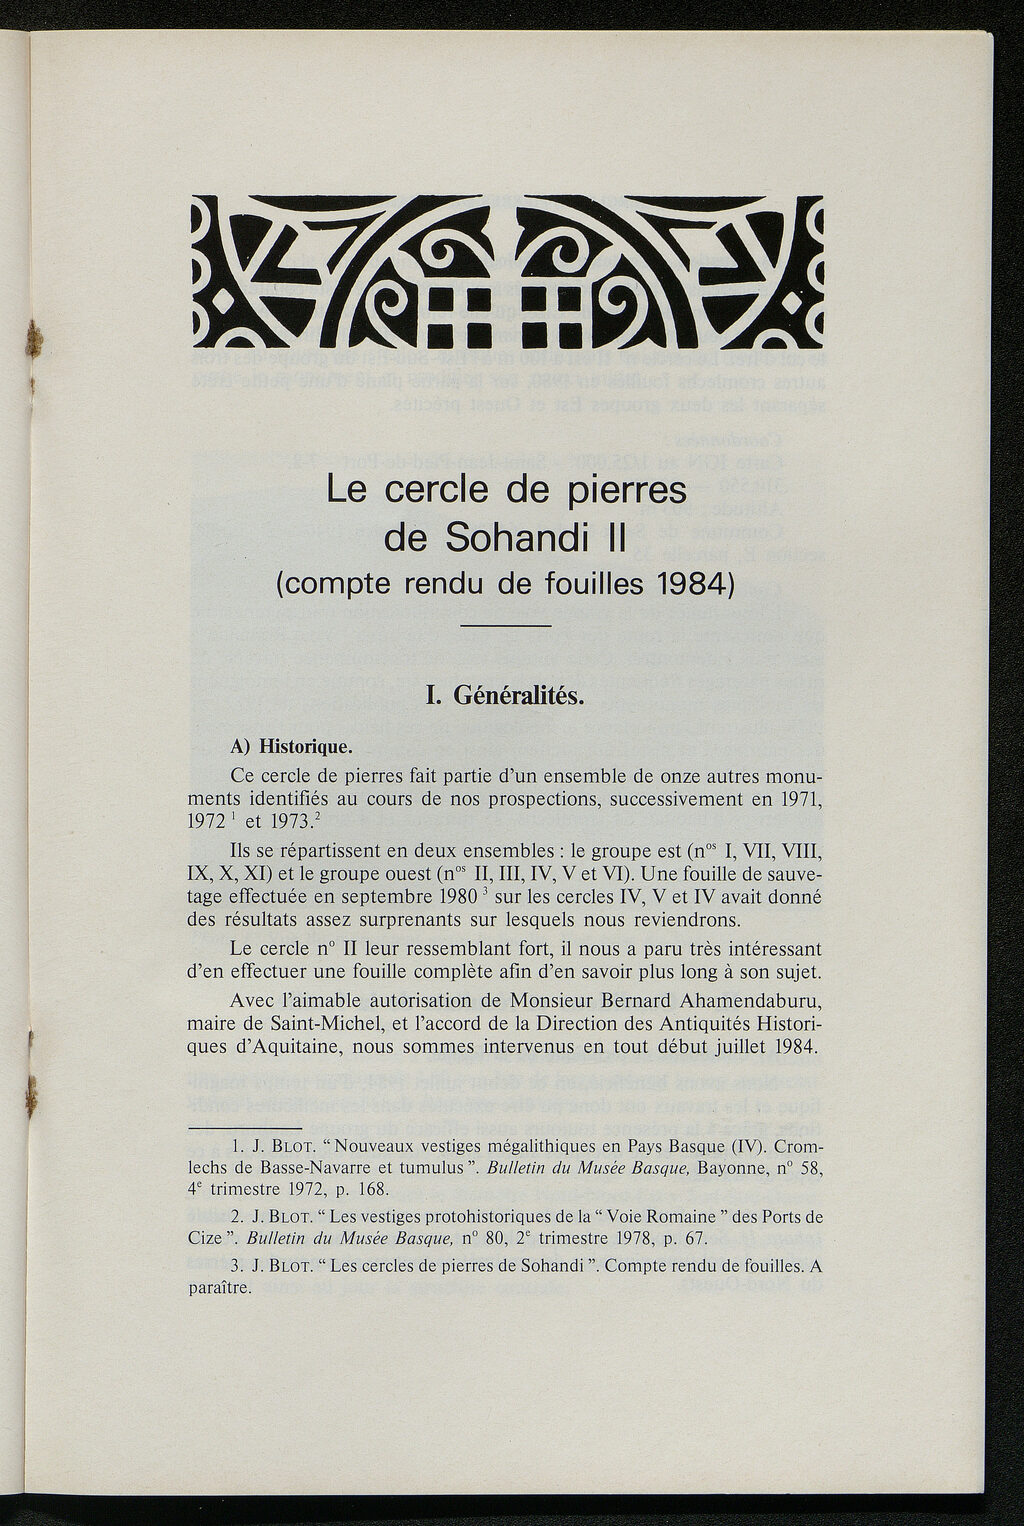 Le cercle de pierres
de Sohandi II
(compte rendu de fouilles 1984)
I. Généralités.
A) Historique.
Ce cercle de pierres fait partie d'un ensemble de onze autres monu-
ments identifiés au cours de nos prospections, successivement en 1971,
1972 ¹ et 1973.²
Ils se répartissent en deux ensembles : le groupe est (nᵒˢ I, VII, VIII,
IX, X, XI) et le groupe ouest (nᵒˢ II, III, IV, V et VI). Une fouille de sauve-
tage effectuée en septembre 1980 ³ sur les cercles IV, V et IV avait donné
des résultats assez surprenants sur lesquels nous reviendrons.
Le cercle n° II leur ressemblant fort, il nous a paru très intéressant
d'en effectuer une fouille complète afin d'en savoir plus long à son sujet.
Avec l'aimable autorisation de Monsieur Bernard Ahamendaburu,
maire de Saint-Michel, et l'accord de la Direction des Antiquités Histori-
ques d'Aquitaine, nous sommes intervenus en tout début juillet 1984.
1. J. BLOT. “ Nouveaux vestiges mégalithiques en Pays Basque (IV). Crom-
lechs de Basse-Navarre et tumulus ”. Bulletin du Musée Basque, Bayonne, n° 58,
4ᵉ trimestre 1972, p. 168.
2. J. BLOT. “ Les vestiges protohistoriques de la “ Voie Romaine ” des Ports de
Cize ”. Bulletin du Musée Basque, n° 80, 2ᵉ trimestre 1978, p. 67.
3. J. BLOT. “ Les cercles de pierres de Sohandi ”. Compte rendu de fouilles. A
paraître.